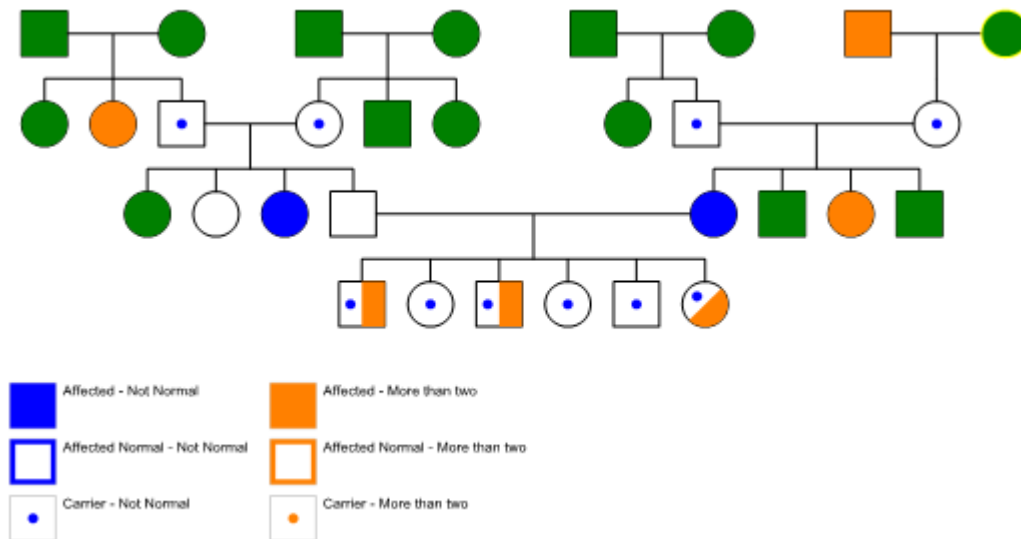 Affected - Not Normal
Affected - More than two
Affected Normal - Not Normal
Affected Normal - More than two
Carrier - Not Normal
Carrier - More than two